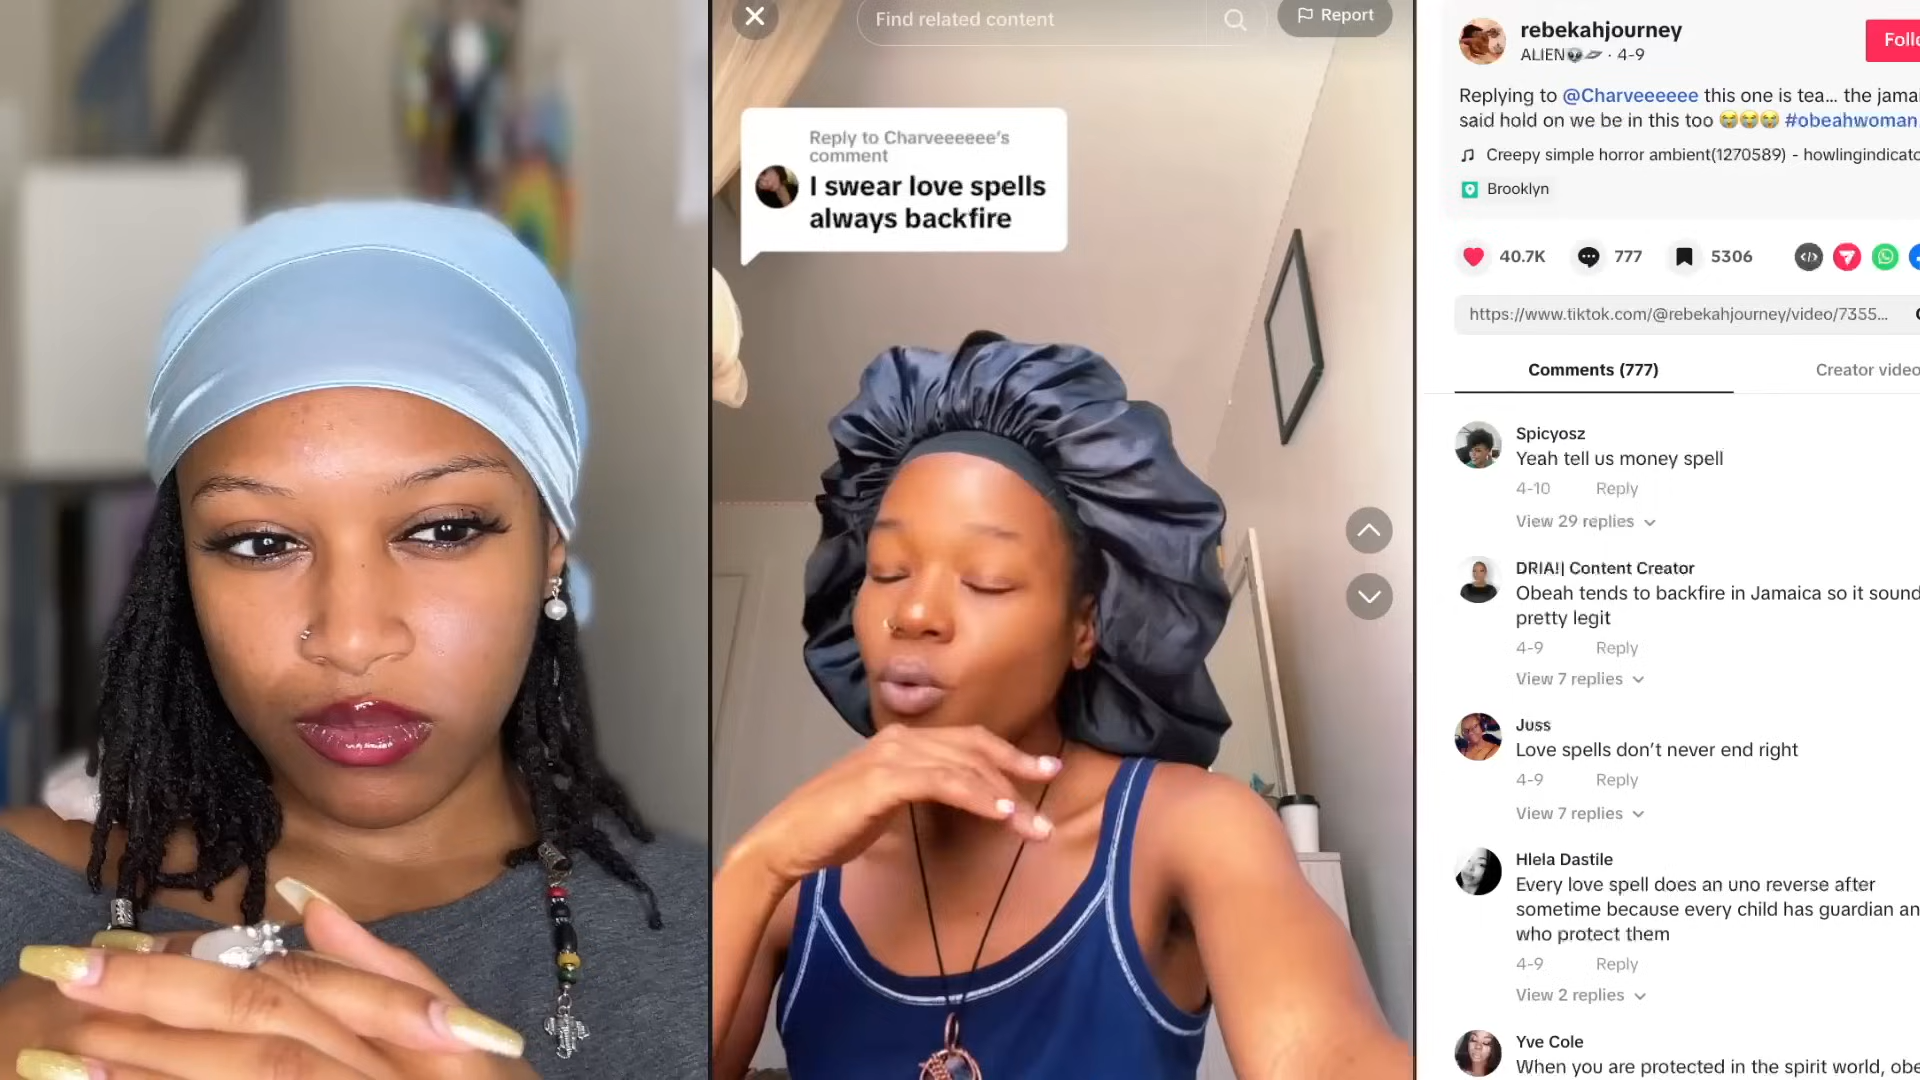 Find related content
Report
Reply to Charveeeeee's
comment
I swear love spells
always backfire
rebekahjourney
ALIEN👽🛸 · 4-9
Replying to @Charveeeeee this one is tea... the
said hold on we be in this too 😭😭😭 #obeahwoman
Creepy simple horror ambient(1270589) -
Brooklyn
40.7K
777
5306
https://www.tiktok.com/@rebekahjourney/video/7355...
Comments (777)
Creator
Spicyosz
Yeah tell us money spell
4-10 Reply
View 29 replies
DRIA!| Content Creator
Obeah tends to backfire in Jamaica so it
pretty legit
4-9 Reply
View 7 replies
Juss
Love spells don't never end right
4-9 Reply
View 7 replies
Hlela Dastile
Every love spell does an uno reverse after
sometime because every child has guardian
who protect them
4-9 Reply
View 2 replies
Yve Cole
When you are protected in the spirit world,